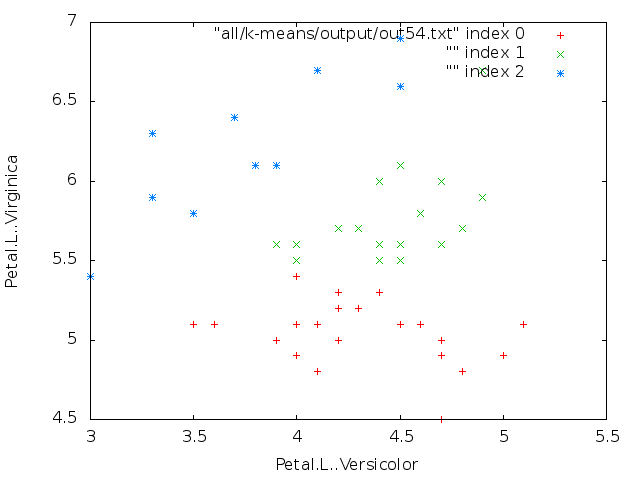 7
"all/k-means/output/out54.txt" index 0
"" index 1
"" index 2
6.5
6
5.5
5
4.5
Petal.L..Virginica
3 3.5 4 4.5 5 5.5
Petal.L..Versicolor